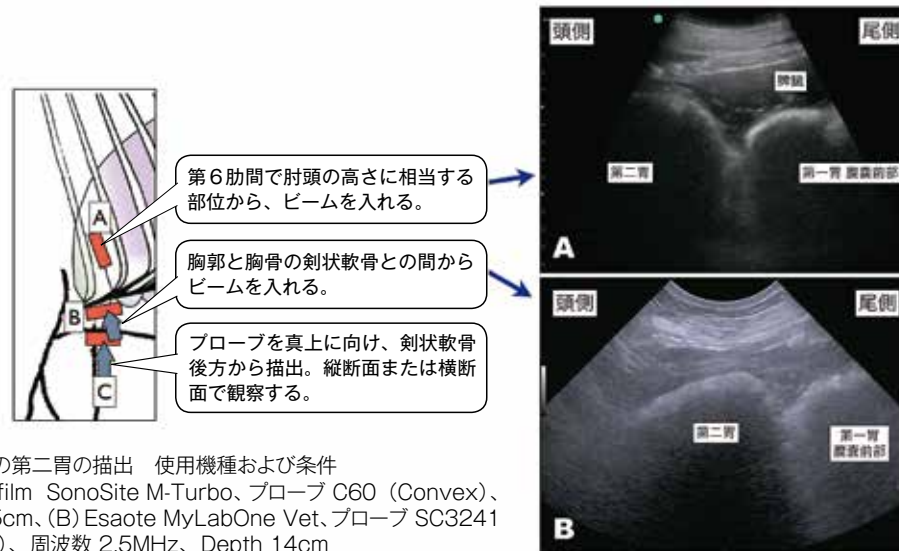 頭側
尾側
脾臓
第二胃
第一胃 腹嚢前部
A
A
第6肋間で肘頭の高さに相当する
部位から、ビームを入れる。
胸郭と胸骨の剣状軟骨との間から
ビームを入れる。
B
プローブを真上に向け、剣状軟骨
後方から描出。縦断面または横断
面で観察する。
C
頭側
尾側
第二胃
第一胃
腹嚢前部
B
の第二胃の描出 使用機種および条件
film SonoSite M-Turbo、プローブ C60 (Convex)、
5cm、(B) Esaote MyLabOne Vet、プローブ SC3241
)、周波数 2.5MHz、Depth 14cm